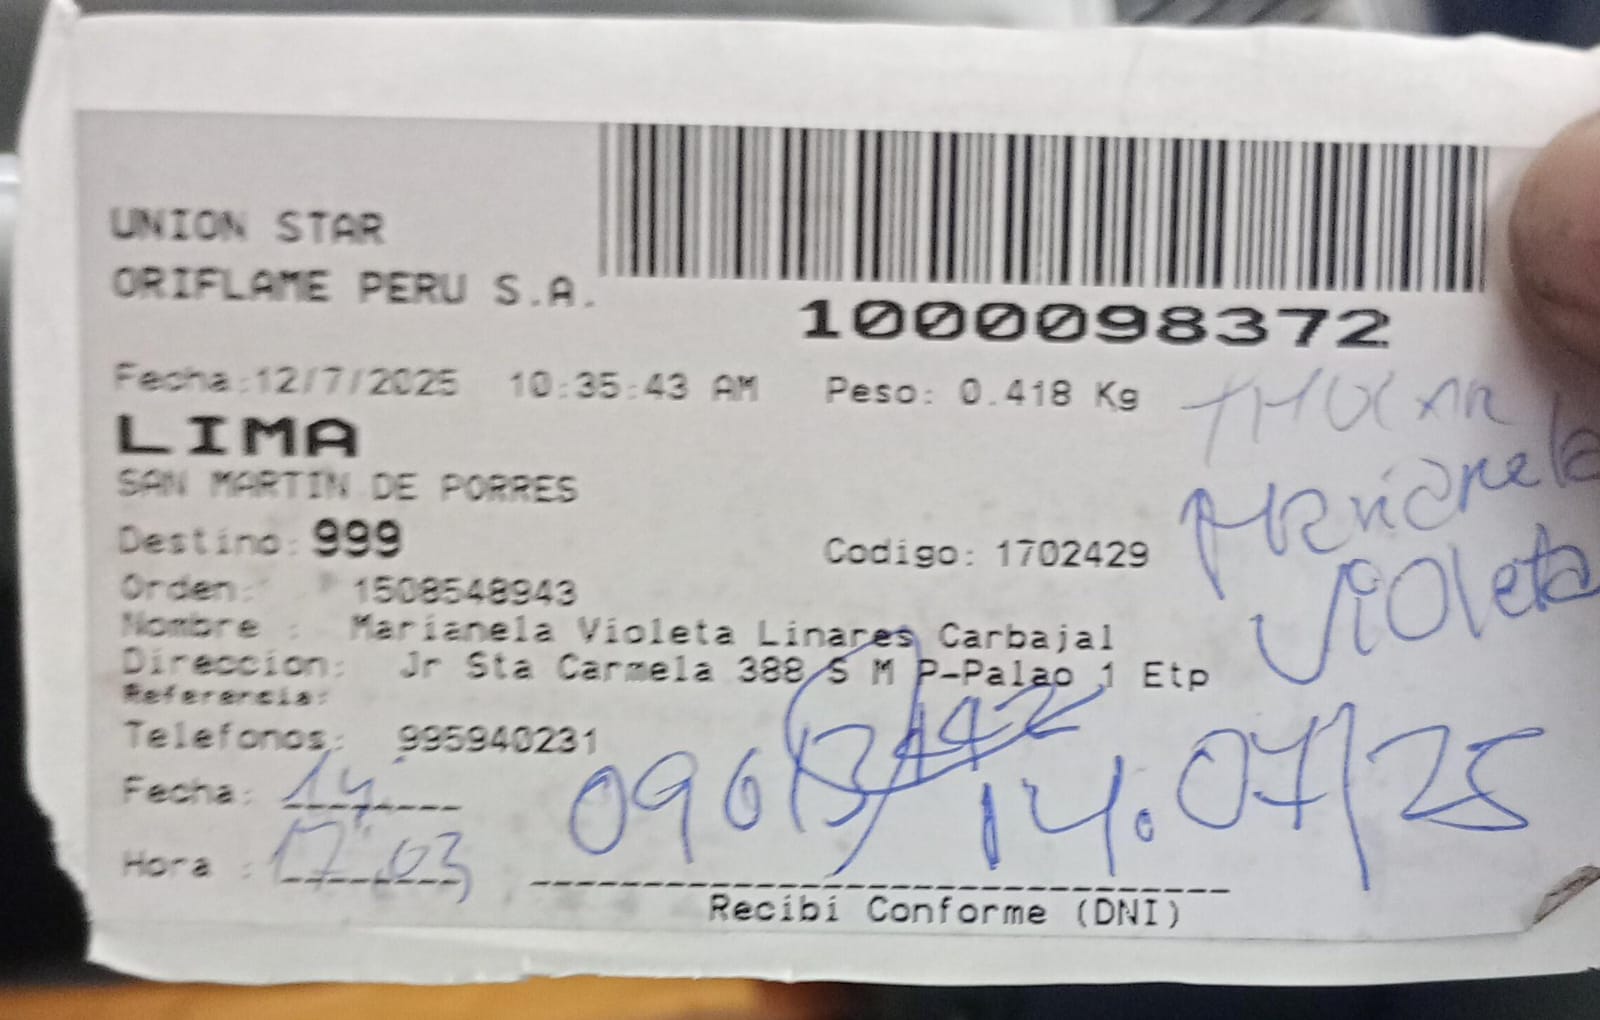 UNION STAR
ORIFLAME PERU S.A.
1000098372
Fecha:12/7/2025 10:35:43 AM Peso: 0.418 Kg
LIMA
SAN MARTIN DE PORRES
Destino: 999 Codigo: 1702429
Orden: 1508548943
Nombre : Marianela Violeta Linares Carbajal
Direccion: Jr Sta Carmela 388 S M P-Palao 1 Etp
Referencia:
Telefonos: 995940231
Fecha: 14.
Hora : 17:03
14.07/25
Recibi Conforme (DNI)
Marianela
Violeta